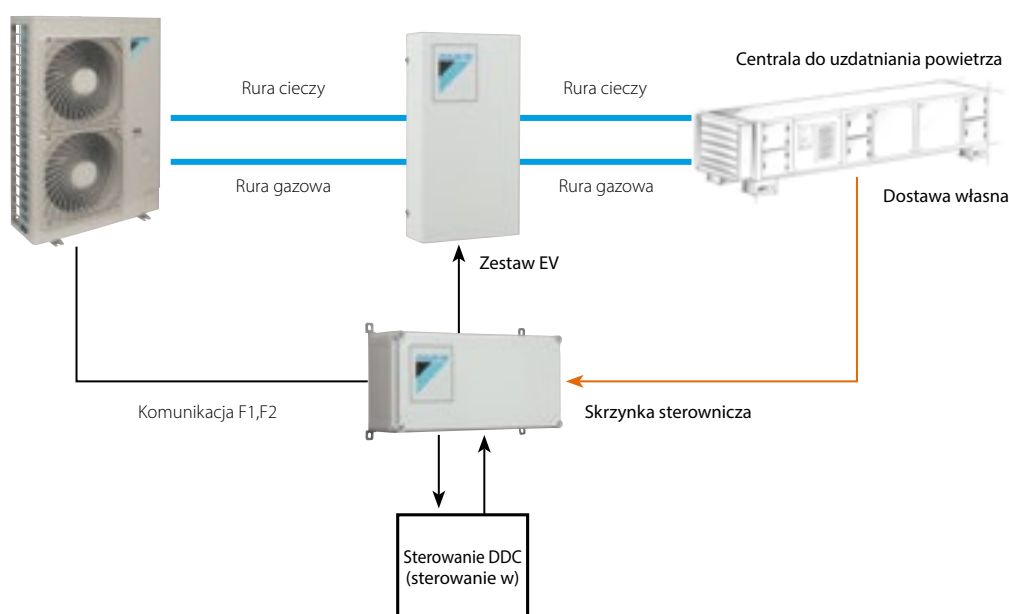 Centrala do uzdatniania powietrza
Rura cieczy
Rura cieczy
Rura gazowa
Rura gazowa
Dostawa własna
Zestaw EV
Komunikacja F1,F2
Skrzynka sterownicza
Sterowanie DDC
(sterowanie w)